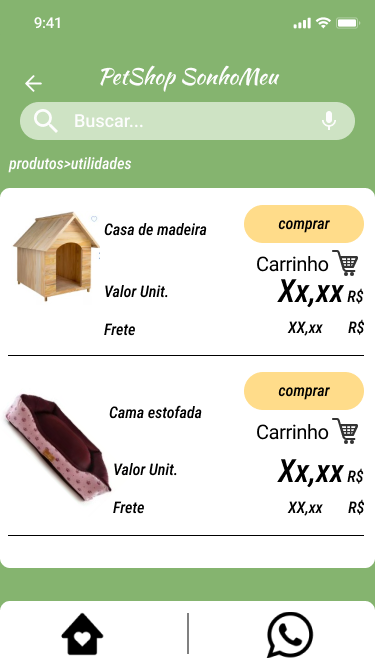 9:41
PetShop SonhoMeu
Buscar...
produtos>utilidades
Casa de madeira
comprar
Carrinho
Valor Unit.
Xx,xx R$
Frete
XX,xx R$
Cama estofada
comprar
Carrinho
Valor Unit.
Xx,xx R$
Frete
XX,xx R$